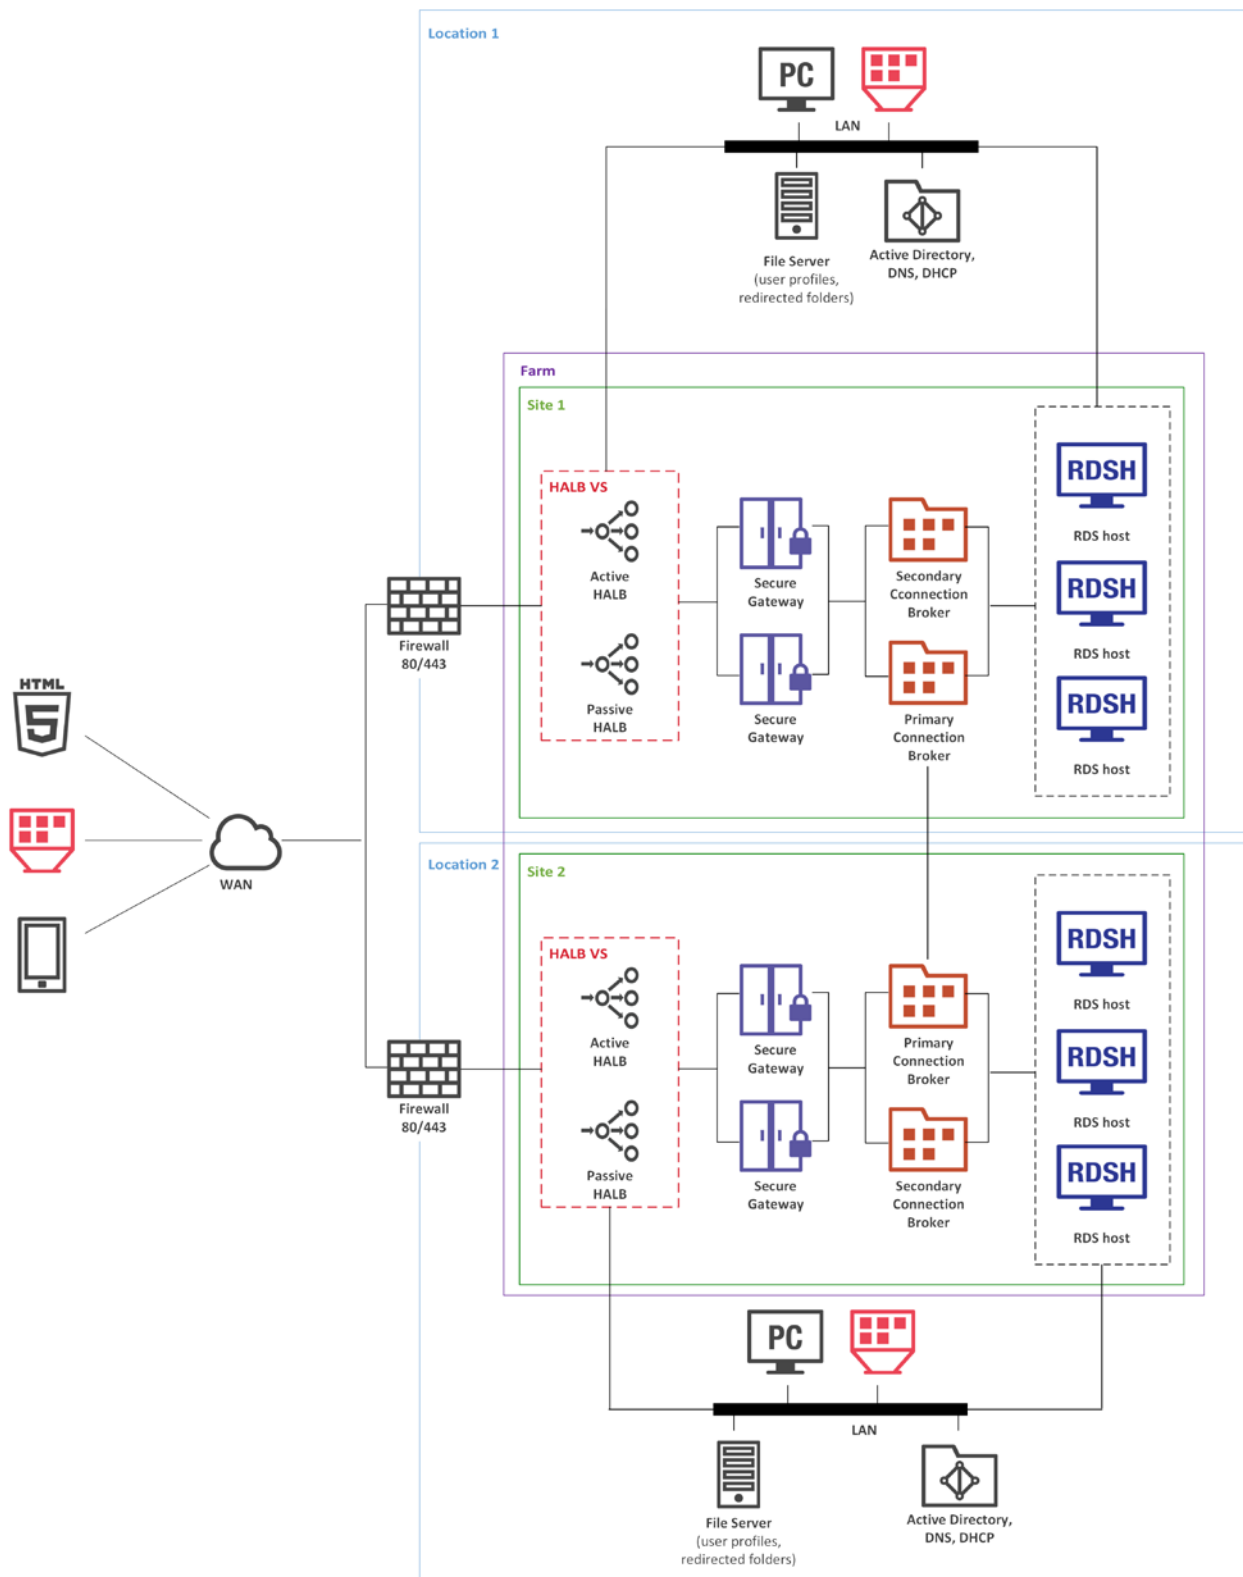 Location 1
PC
LAN
File Server
(user profiles,
redirected folders)
Active Directory,
DNS, DHCP
Farm
Site 1
HALB VS
Active
HALB
Passive
HALB
Secure
Gateway
Secure
Gateway
Secondary
Cconnection
Broker
Primary
Connection
Broker
RDSH
RDS host
RDSH
RDS host
RDSH
RDS host
Firewall
80/443
HTML
5
WAN
Location 2
Site 2
HALB VS
Active
HALB
Passive
HALB
Secure
Gateway
Secure
Gateway
Primary
Connection
Broker
Secondary
Connection
Broker
RDSH
RDS host
RDSH
RDS host
RDSH
RDS host
Firewall
80/443
PC
LAN
File Server
(user profiles,
redirected folders)
Active Directory,
DNS, DHCP